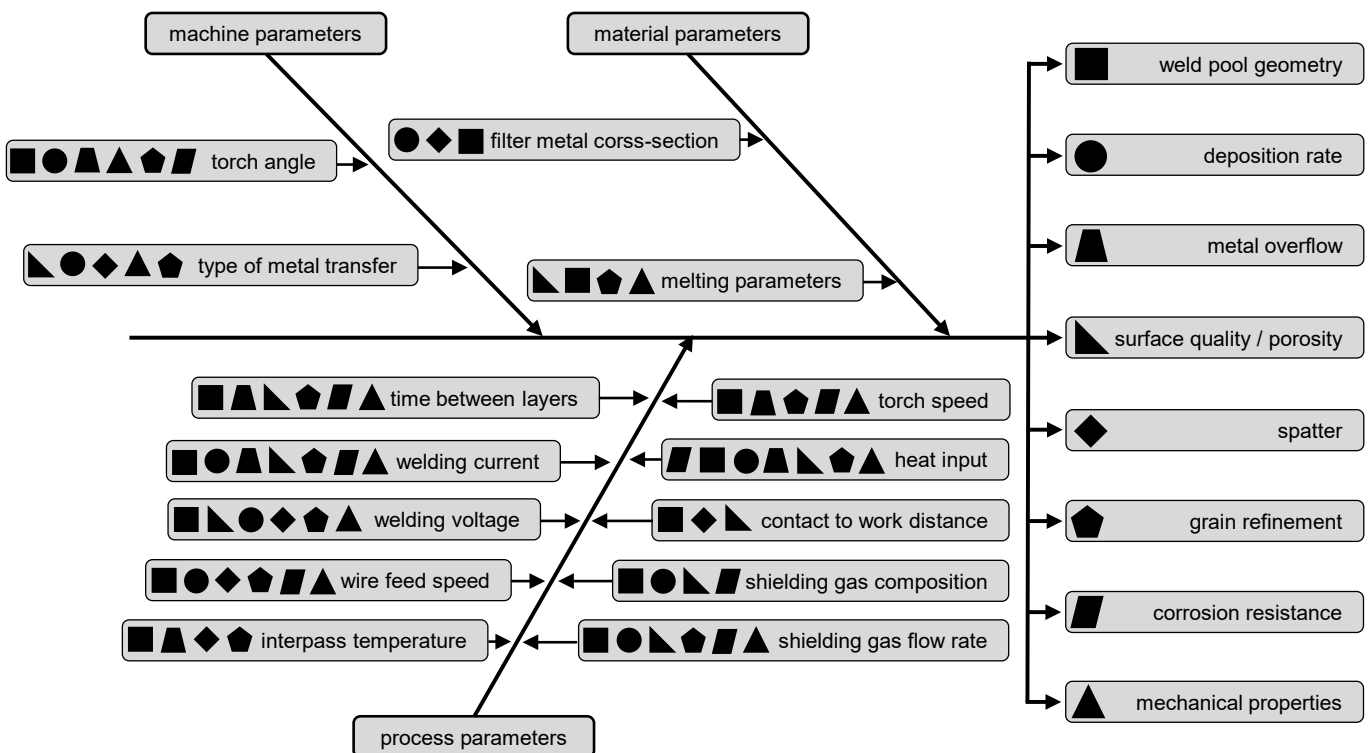 machine parameters
material parameters
weld pool geometry
filter metal corss-section
deposition rate
torch angle
metal overflow
type of metal transfer
melting parameters
surface quality / porosity
time between layers
torch speed
spatter
welding current
heat input
welding voltage
contact to work distance
grain refinement
wire feed speed
shielding gas composition
corrosion resistance
interpass temperature
shielding gas flow rate
mechanical properties
process parameters